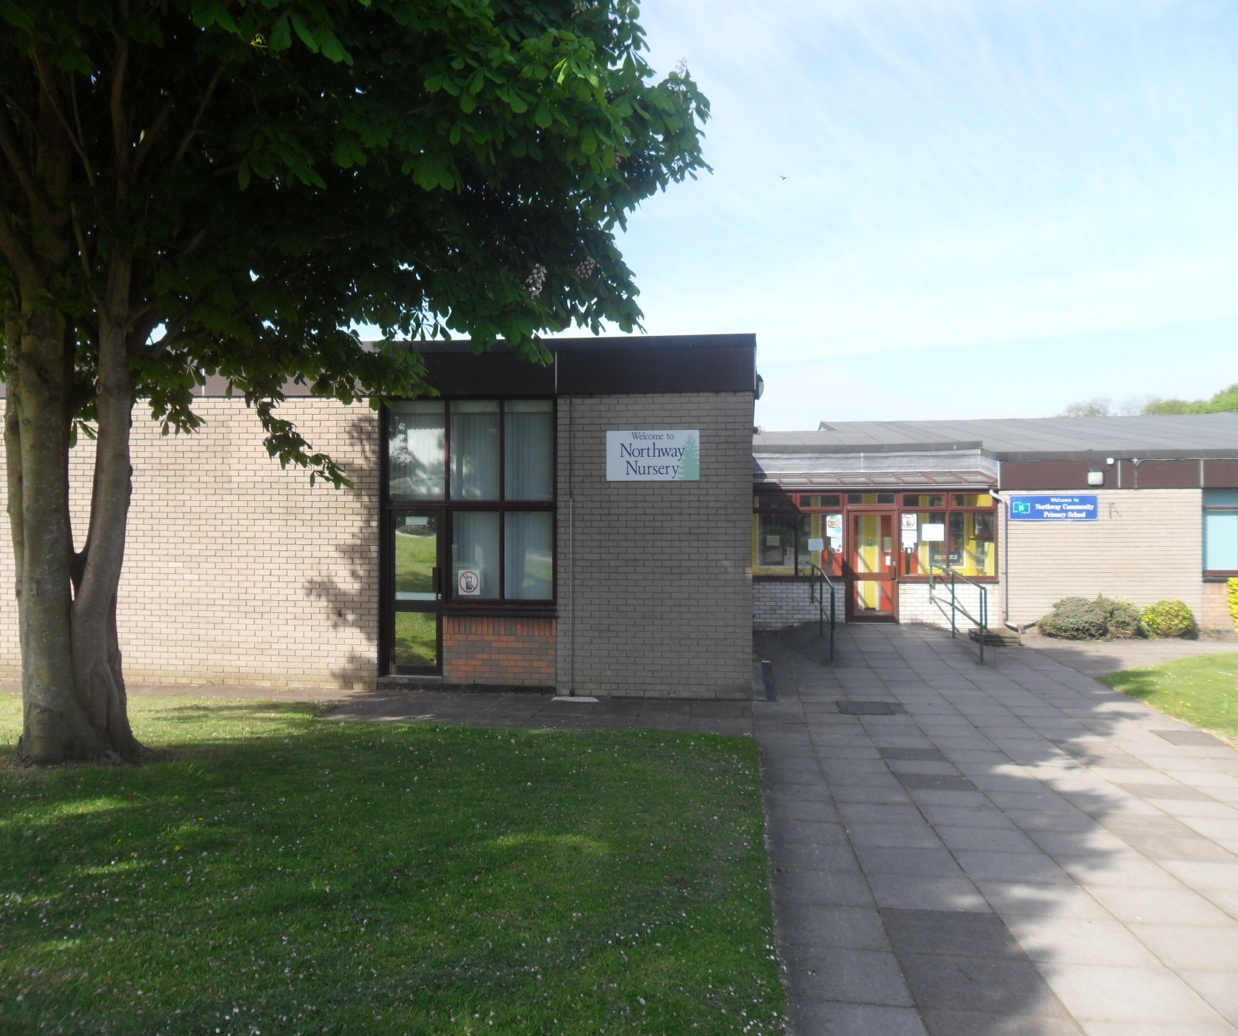 Welcome to
Northway
Nursery
Welcome to
Northway Community
Primary School